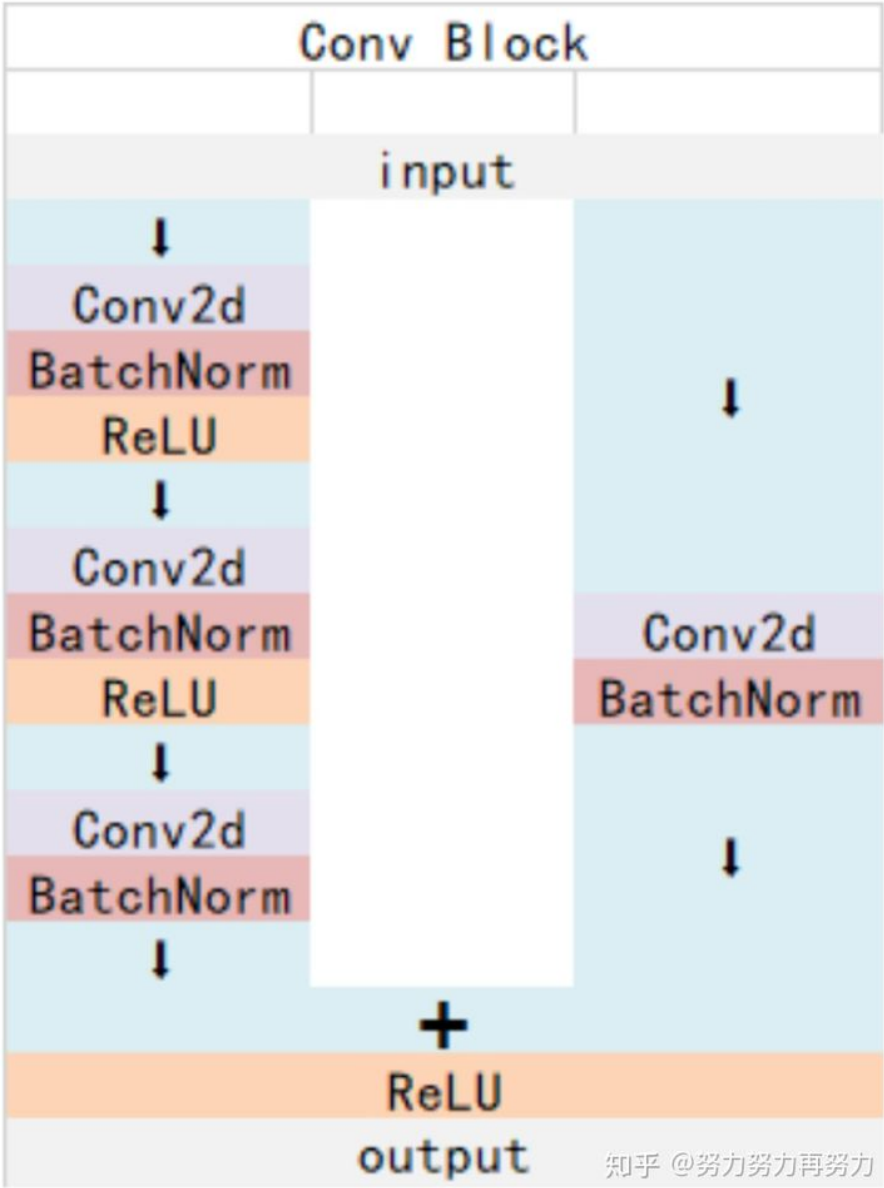 Conv Block
input
⬇
Conv2d
BatchNorm
ReLU
⬇
⬇
Conv2d
BatchNorm
ReLU
Conv2d
BatchNorm
⬇
Conv2d
BatchNorm
⬇
⬇
+
ReLU
output
知乎 @努力努力再努力